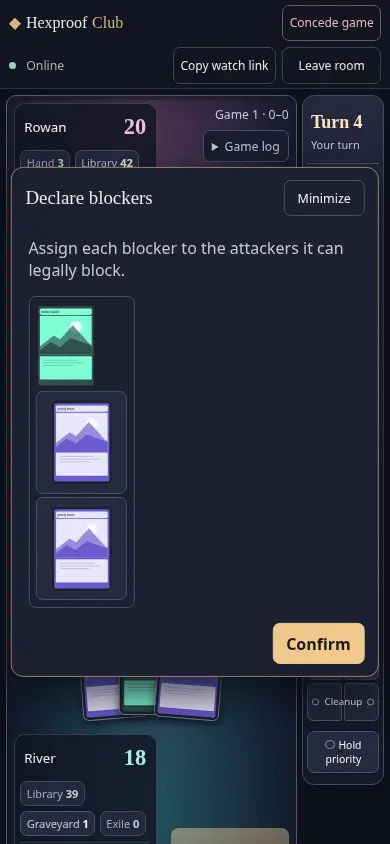 Hexproof Club
Concede game
Online
Copy watch link
Leave room
Rowan 20
Hand 3
Library 42
Game 1 · 0–0
▶ Game log
Turn 4
Your turn
Declare blockers
Minimize
Assign each blocker to the attackers it can
legally block.
Confirm
Cleanup
Hold
priority
River 18
Library 39
Graveyard 1
Exile 0